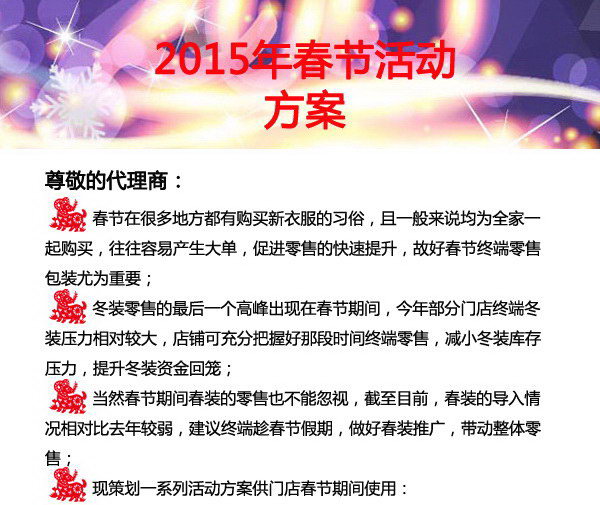 2015年春节活动
方案
尊敬的代理商：
春节在很多地方都有购买新衣服的习俗，且一般来说均为全家一
起购买，往往容易产生大单，促进零售的快速提升，故好春节终端零售
包装尤为重要；
冬装零售的最后一个高峰出现在春节期间，今年部分门店终端冬
装压力相对较大，店铺可充分把握好那段时间终端零售，减小冬装库存
压力，提升冬装资金回笼；
当然春节期间春装的零售也不能忽视，截至目前，春装的导入情
况相对比去年较弱，建议终端趁春节假期，做好春装推广，带动整体零
售；
现策划一系列活动方案供门店春节期间使用：